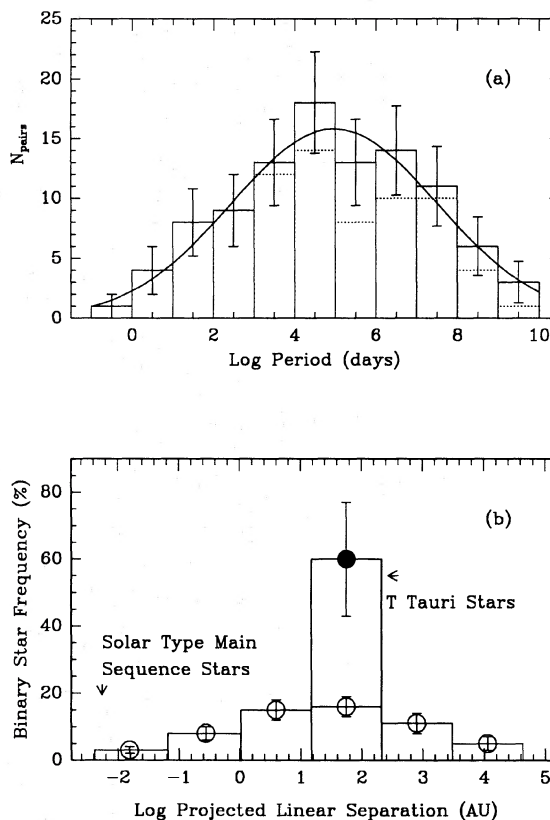 25
20
15
10
5
0
N_pairs
(a)
0 2 4 6 8 10
Log Period (days)
80
60
40
20
0
Binary Star Frequency (%)
(b)
T Tauri Stars
Solar Type Main
Sequence Stars
−2 −1 0 1 2 3 4
Log Projected Linear Separation (AU)